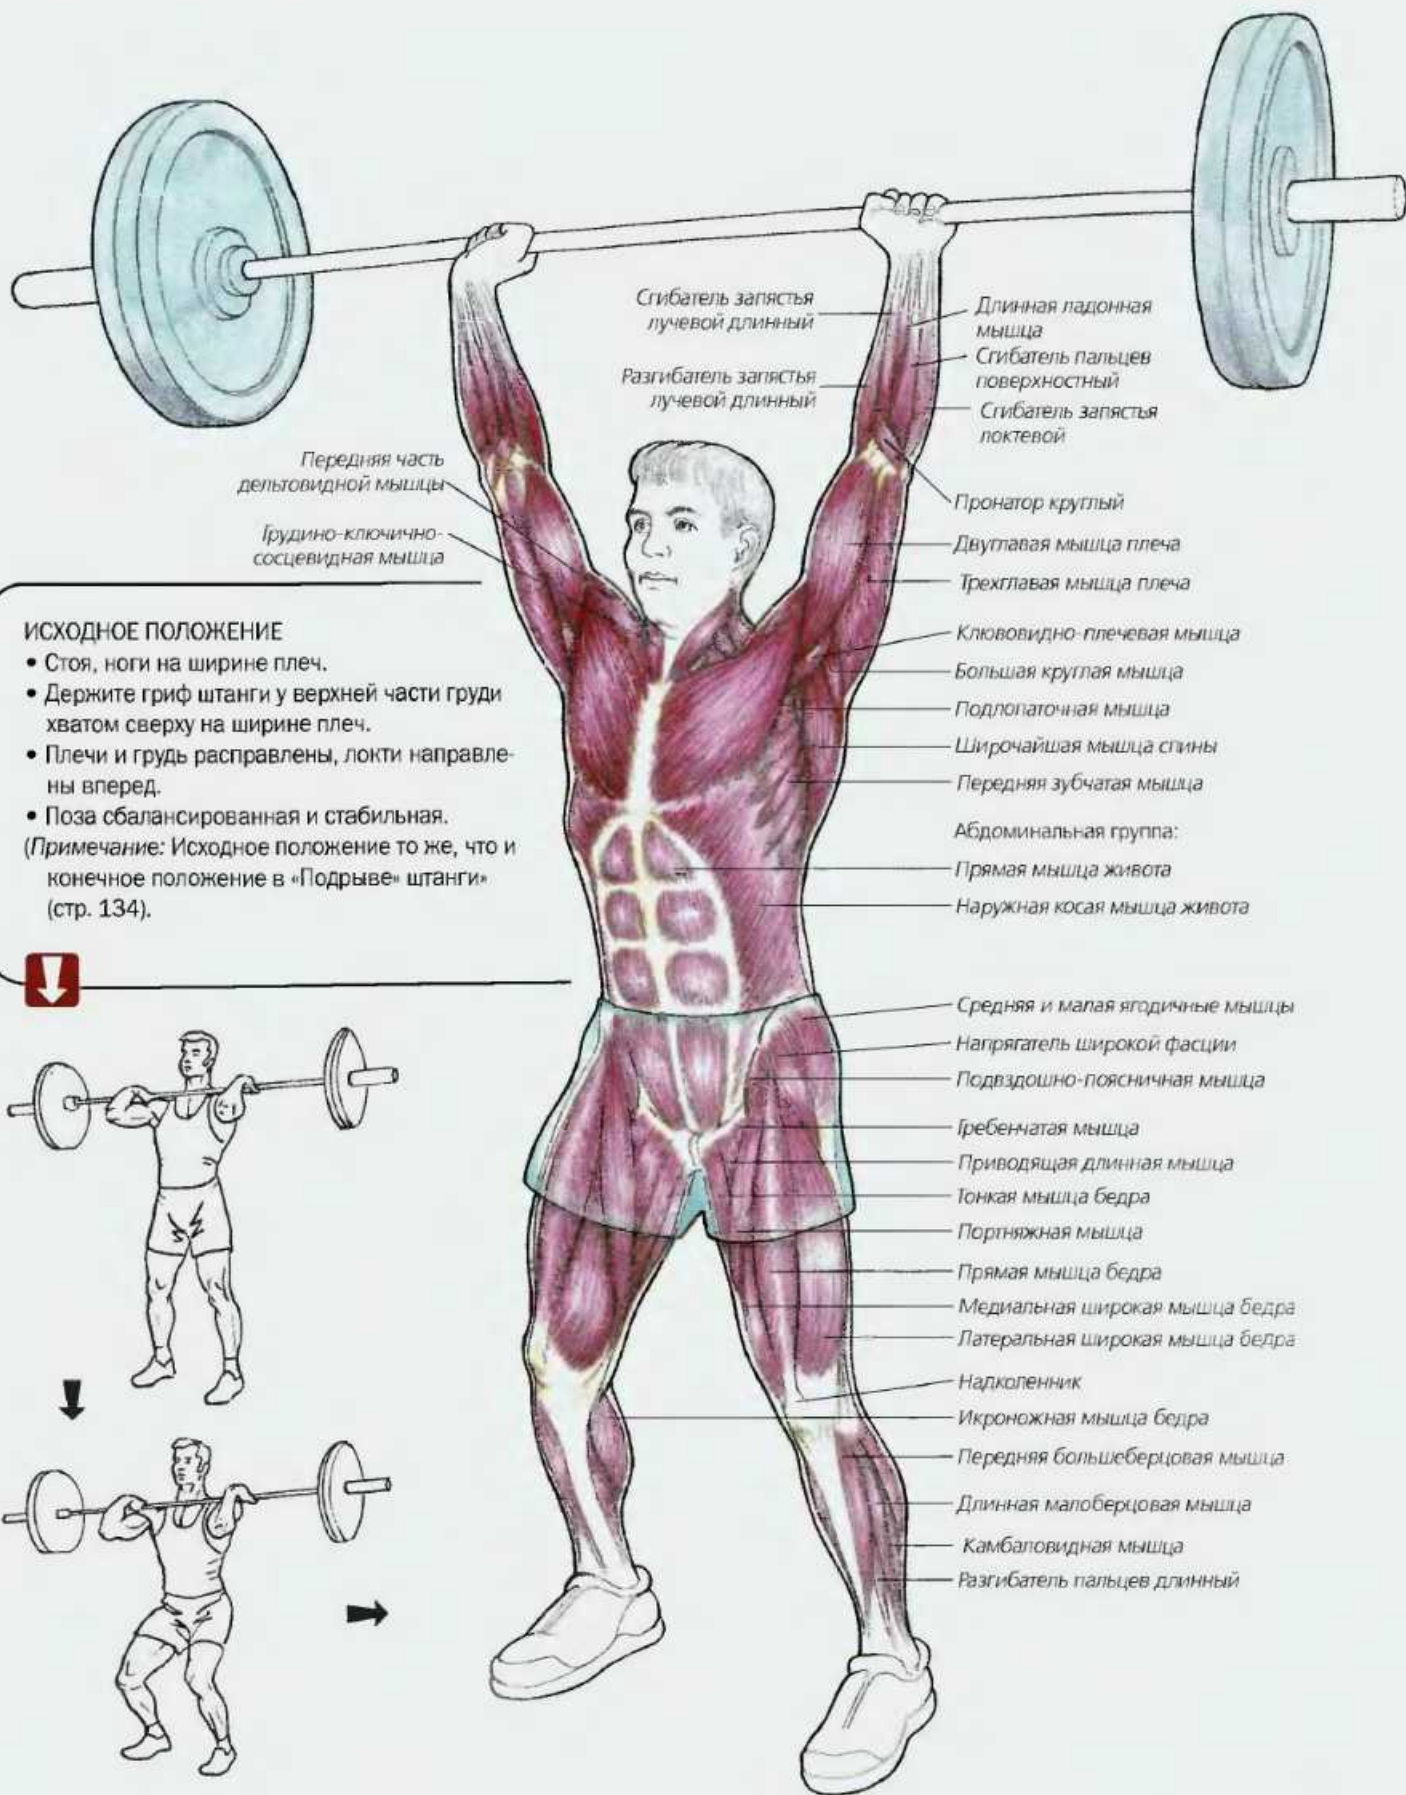 Сгибатель запястья
лучевой длинный
Длинная ладонная
мышца
Сгибатель пальцев
поверхностный
Разгибатель запястья
лучевой длинный
Сгибатель запястья
локтевой
Передняя часть
дельтовидной мышцы
Грудино-ключично-
сосцевидная мышца
Пронатор круглый
Двуглавая мышца плеча
Трехглавая мышца плеча
Клювовидно-плечевая мышца
Большая круглая мышца
Подлопаточная мышца
Широчайшая мышца спины
Передняя зубчатая мышца
Абдоминальная группа:
Прямая мышца живота
Наружная косая мышца живота
ИСХОДНОЕ ПОЛОЖЕНИЕ
• Стоя, ноги на ширине плеч.
• Держите гриф штанги у верхней части груди
хватом сверху на ширине плеч.
• Плечи и грудь расправлены, локти направле-
ны вперед.
• Поза сбалансированная и стабильная.
(Примечание: Исходное положение то же, что и
конечное положение в «Подрыве» штанги»
(стр. 134).
Средняя и малая ягодичные мышцы
Напрягатель широкой фасции
Подвздошно-поясничная мышца
Гребенчатая мышца
Приводящая длинная мышца
Тонкая мышца бедра
Портняжная мышца
Прямая мышца бедра
Медиальная широкая мышца бедра
Латеральная широкая мышца бедра
Надколенник
Икроножная мышца бедра
Передняя большеберцовая мышца
Длинная малоберцовая мышца
Камбаловидная мышца
Разгибатель пальцев длинный